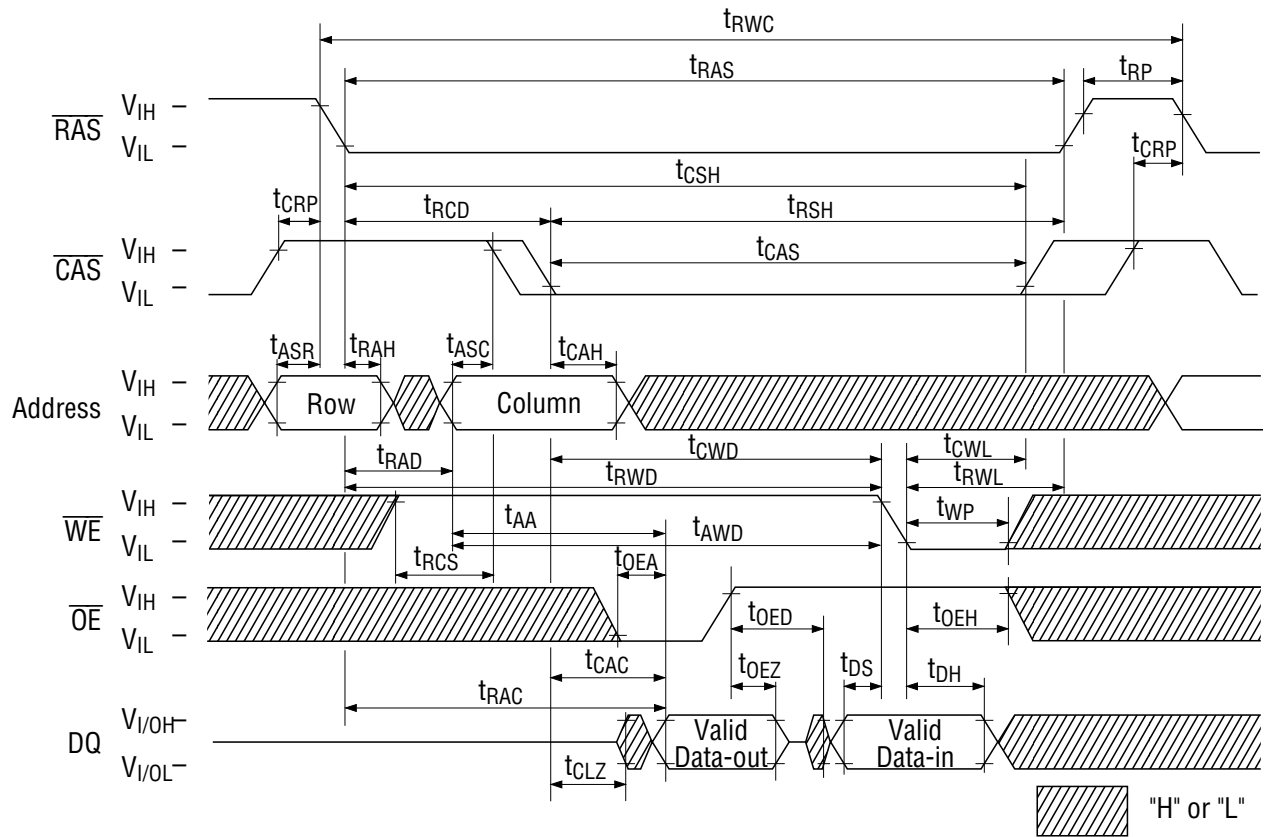 tRWC
tRAS
tRP
RAS
VIH
VIL
tCRP
tCSH
tCRP
tRCD
tRSH
CAS
VIH
VIL
tCAS
tASR
tRAH
tASC
tCAH
Address
VIH
VIL
Row
Column
tRAD
tCWD
tCWL
tRWD
tRWL
WE
VIH
VIL
tAA
tAWD
tWP
tRCS
tOEA
OE
VIH
VIL
tOED
tOEH
tCAC
tOEZ
tDS
tDH
tRAC
DQ
VI/OH
VI/OL
Valid
Data-out
Valid
Data-in
tCLZ
"H" or "L"